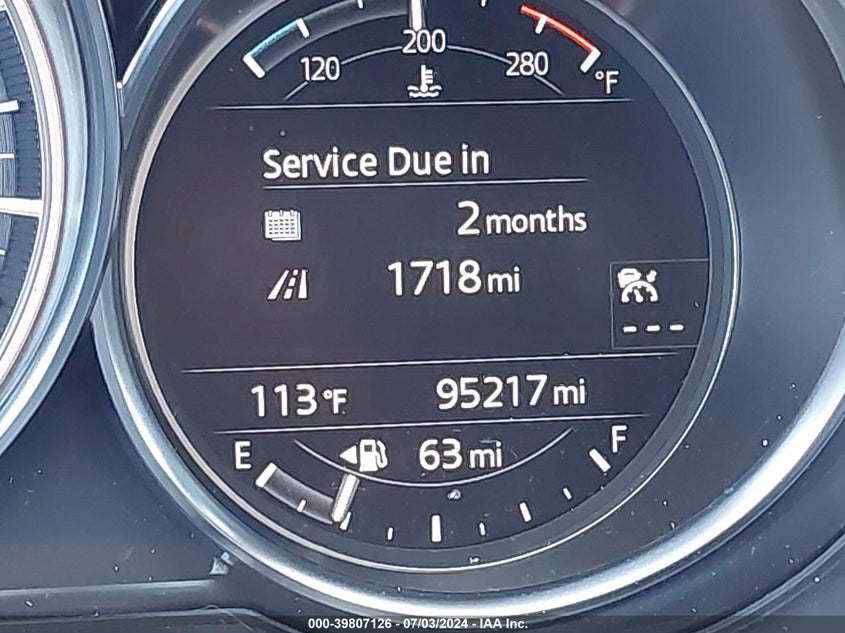 200
120 280
°F
Service Due in
2 months
1718 mi
---
113°F 95217 mi
E 63 mi F
000-39807126 - 07/03/2024 - IAA Inc.